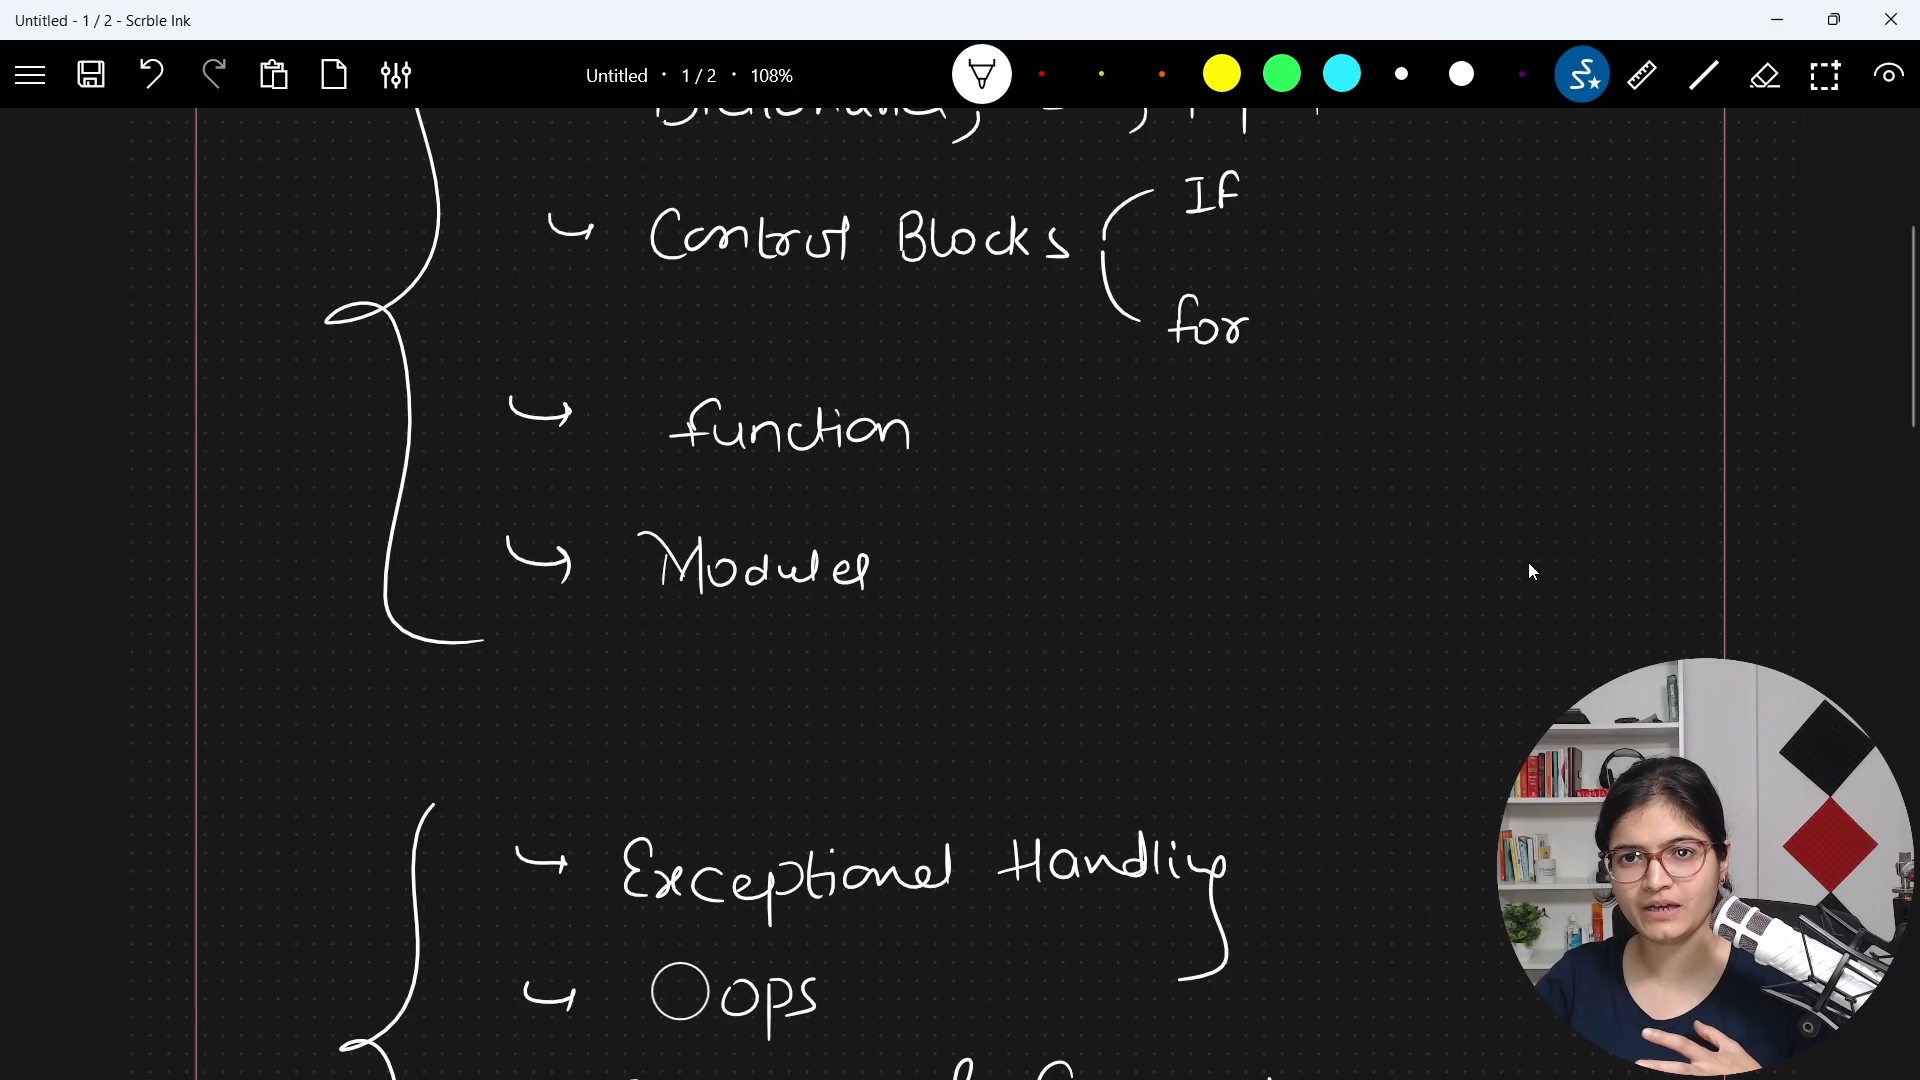 Untitled - 1 / 2 - Scrble Ink
Untitled • 1 / 2 • 108%
If
↳ Control Blocks
for
↳ function
↳ Modules
↳ Exceptional Handling
↳ Oops